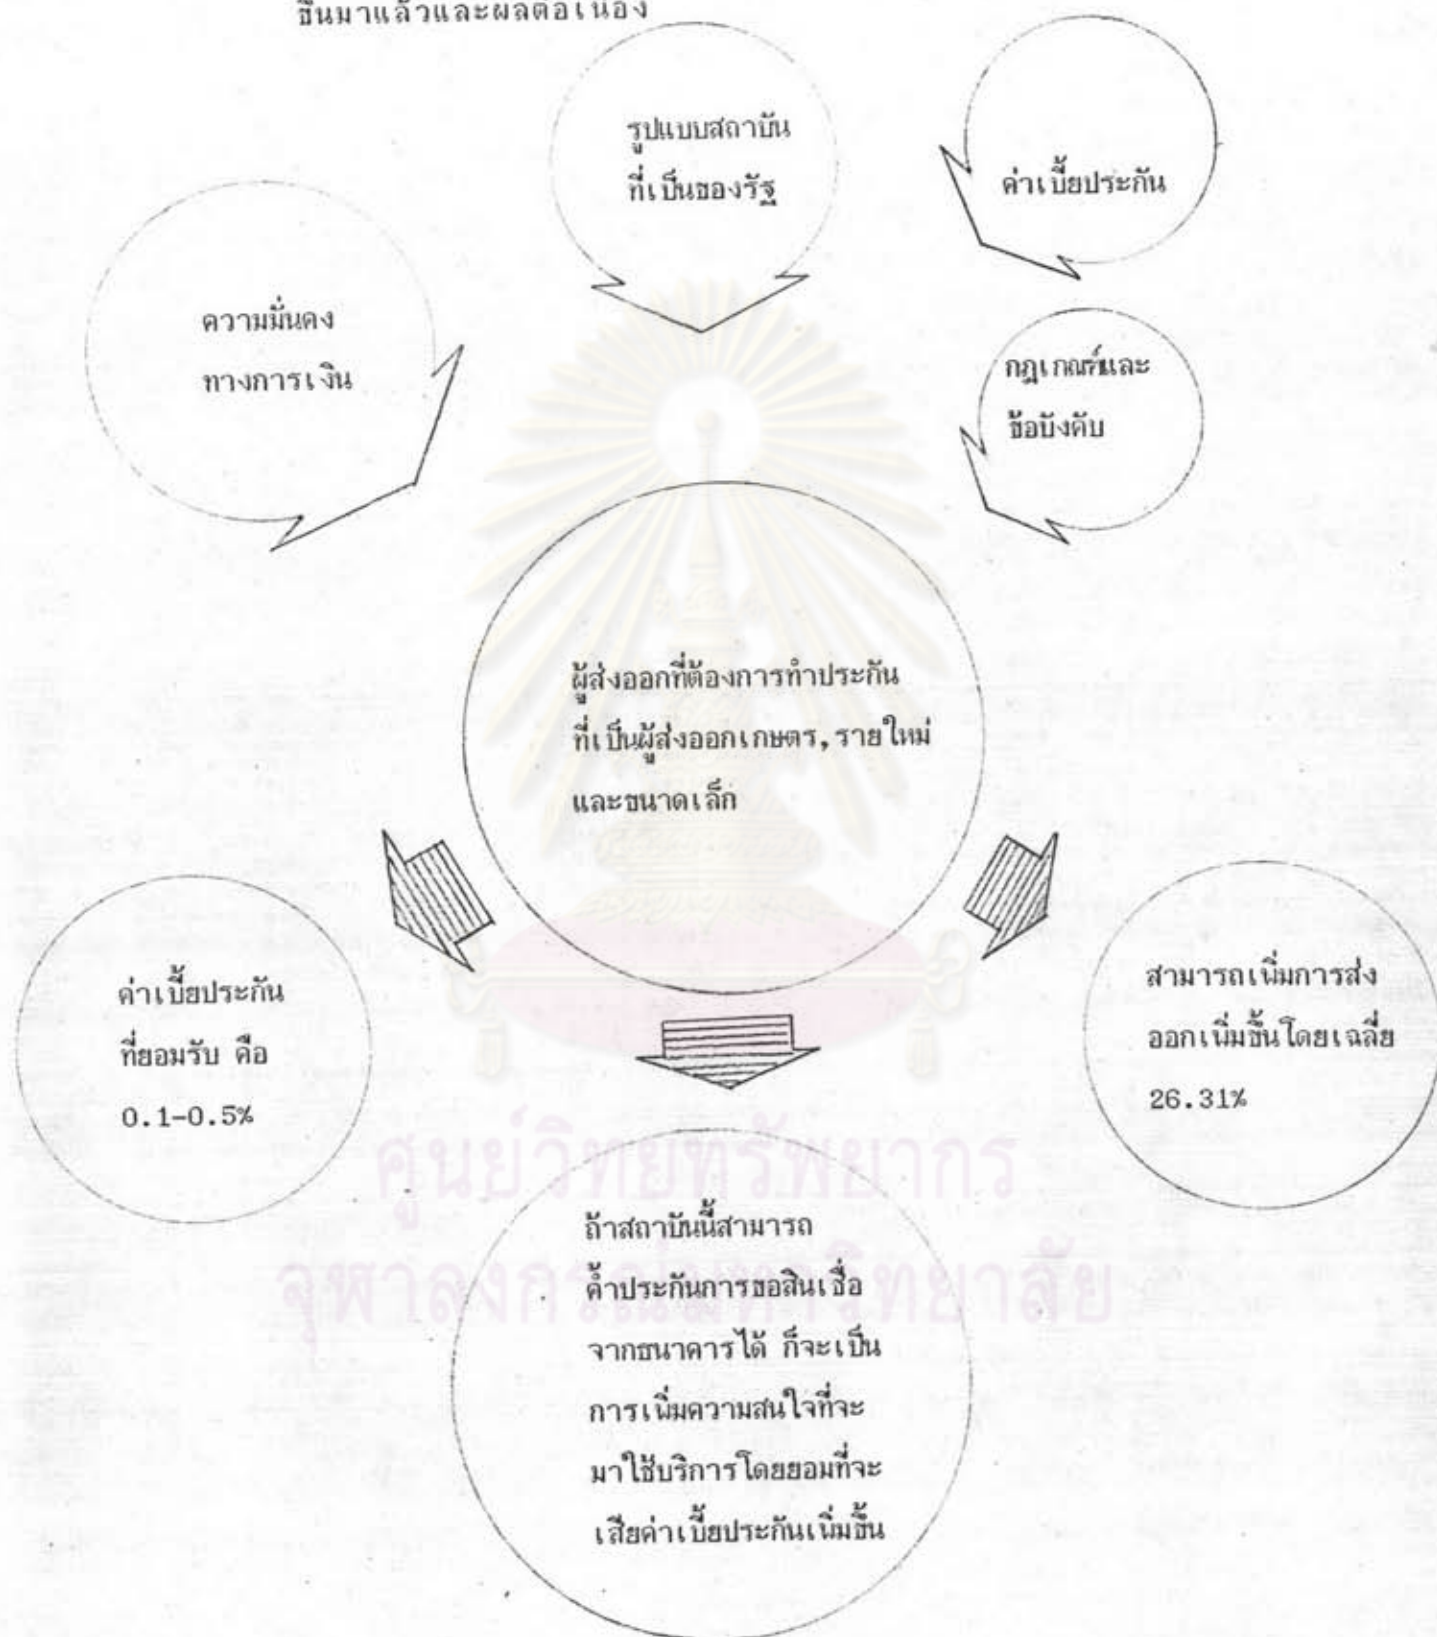 ขึ้นมาแล้วและผลต่อเนื่อง
รูปแบบสถาบัน
ที่เป็นของรัฐ
ค่าเบี้ยประกัน
ความมั่นคง
ทางการเงิน
กฎเกณฑ์และ
ข้อบังคับ
ผู้ส่งออกที่ต้องการทำประกัน
ที่เป็นผู้ส่งออกเกษตร,รายใหม่
และขนาดเล็ก
ค่าเบี้ยประกัน
ที่ยอมรับ คือ
0.1-0.5%
สามารถเพิ่มการส่ง
ออกเพิ่มขึ้นโดยเฉลี่ย
26.31%
ถ้าสถาบันนี้สามารถ
ค้ำประกันการขอสินเชื่อ
จากธนาคารได้ ก็จะเป็น
การเพิ่มความสนใจที่จะ
มาใช้บริการโดยยอมที่จะ
เสียค่าเบี้ยประกันเพิ่มขึ้น
ศูนย์วิทยทรัพยากร
จุฬาลงกรณ์มหาวิทยาลัย